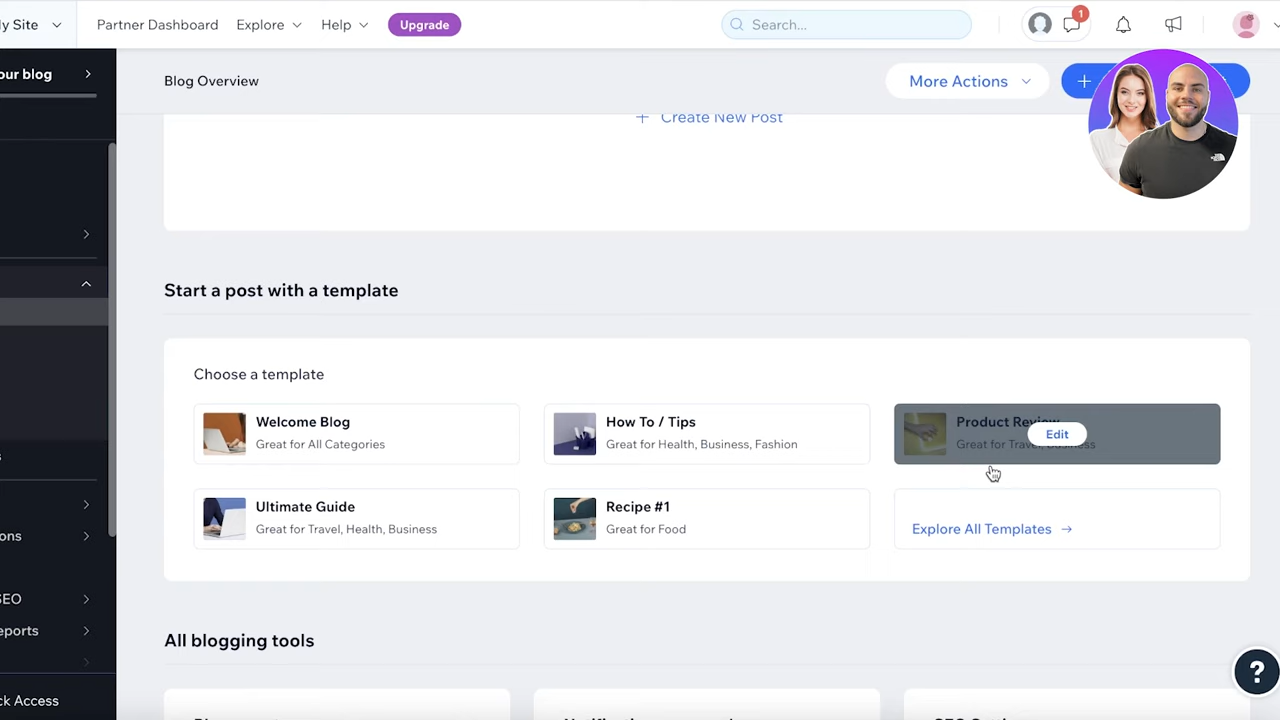 y Site Partner Dashboard Explore Help Upgrade Search... 1
our blog
Blog Overview More Actions +
+ Create New Post
Start a post with a template
Choose a template
Welcome Blog
Great for All Categories
How To / Tips
Great for Health, Business, Fashion
Product Review
Great for Travel, Business
Edit
Ultimate Guide
Great for Travel, Health, Business
Recipe #1
Great for Food
Explore All Templates →
s
ons
SEO
eports
ck Access
All blogging tools
?